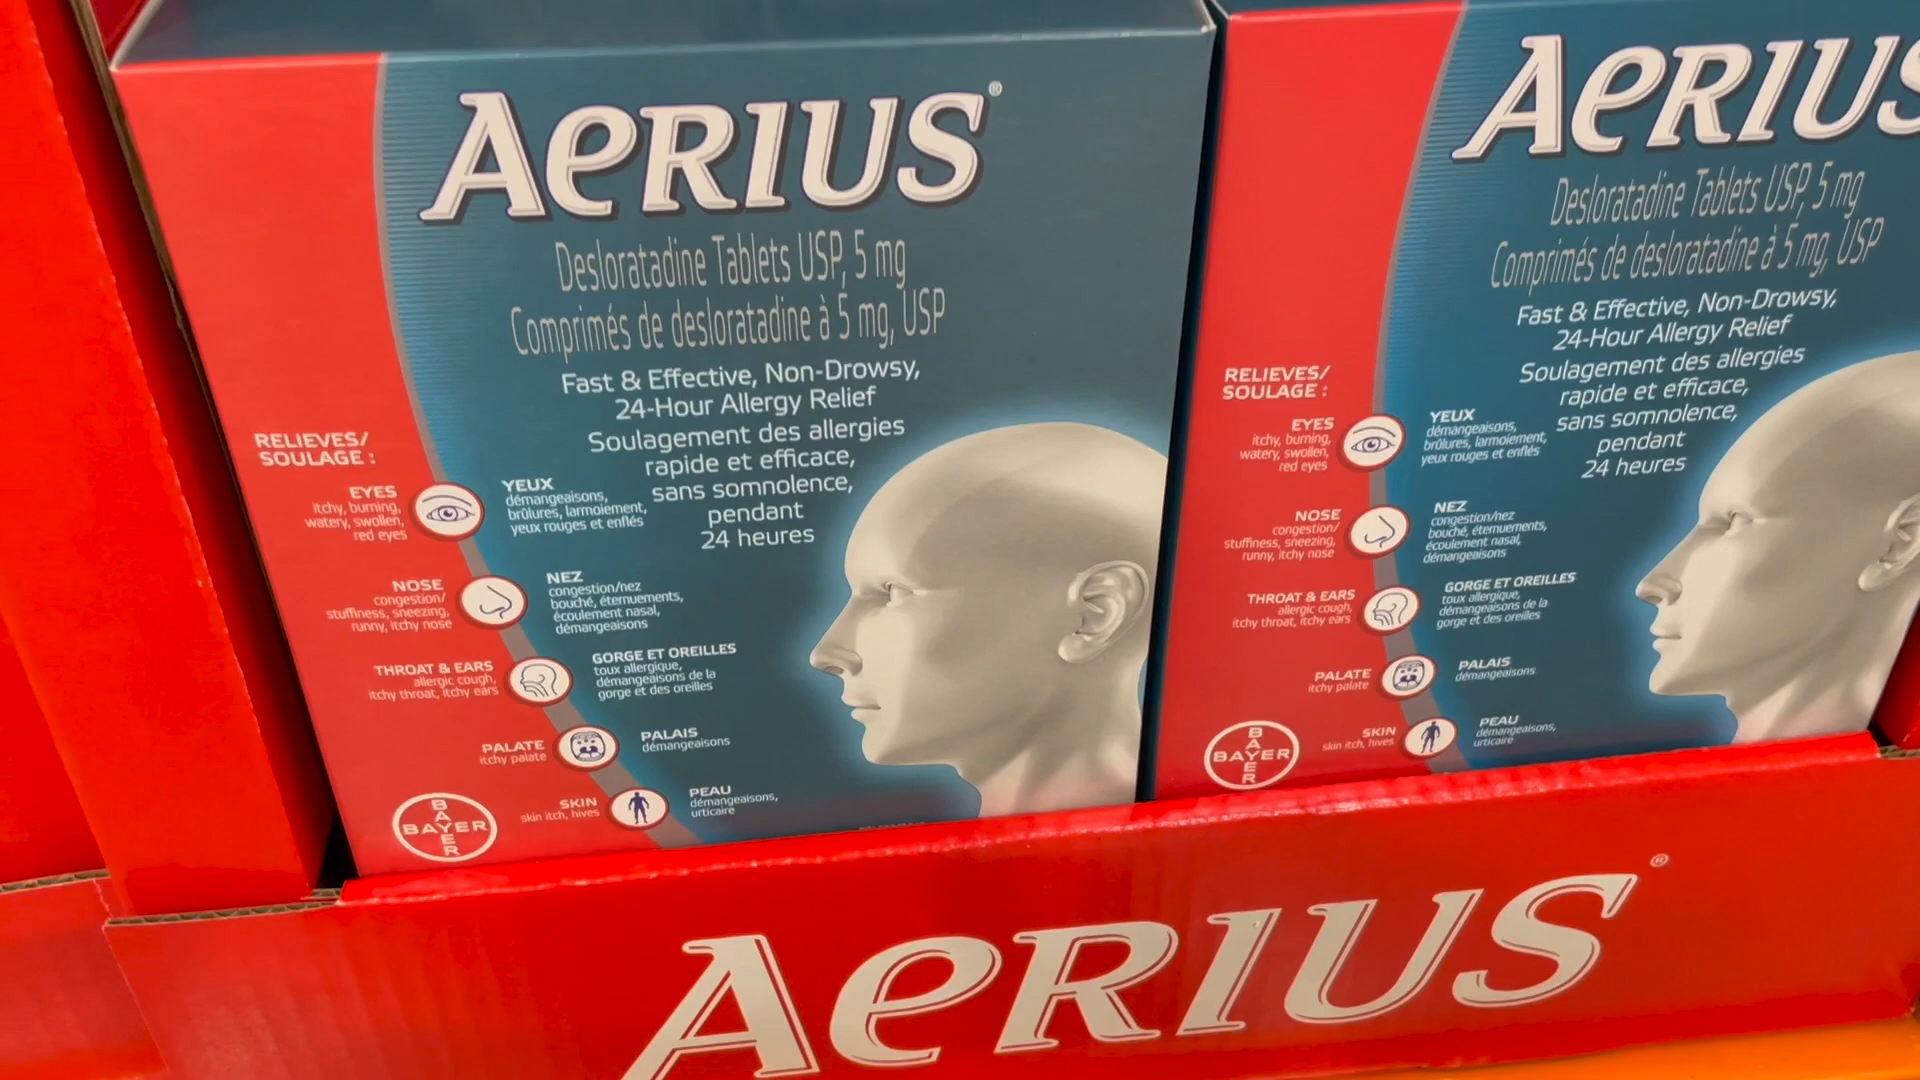 AERIUS®
Desloratadine Tablets USP, 5 mg
Comprimés de desloratadine à 5 mg, USP
Fast & Effective, Non-Drowsy,
24-Hour Allergy Relief
Soulagement des allergies
rapide et efficace,
sans somnolence,
pendant
24 heures
RELIEVES/
SOULAGE :
EYES
itchy, burning,
watery, swollen,
red eyes
YEUX
démangeaisons,
brûlures, larmoiement,
yeux rouges et enflés
NOSE
congestion/
stuffiness, sneezing,
runny, itchy nose
NEZ
congestion/nez
bouché, éternuements,
écoulement nasal,
démangeaisons
THROAT & EARS
allergic cough,
itchy throat, itchy ears
GORGE ET OREILLES
toux allergique,
démangeaisons de la
gorge et des oreilles
PALATE
itchy palate
PALAIS
démangeaisons
SKIN
skin itch, hives
PEAU
démangeaisons,
urticaire
BAYER
BAYER
AERIUS
Desloratadine Tablets USP, 5 mg
Comprimés de desloratadine à 5 mg, USP
Fast & Effective, Non-Drowsy,
24-Hour Allergy Relief
Soulagement des allergies
rapide et efficace,
sans somnolence,
pendant
24 heures
RELIEVES/
SOULAGE :
EYES
itchy, burning,
watery, swollen,
red eyes
YEUX
démangeaisons,
brûlures, larmoiement,
yeux rouges et enflés
NOSE
congestion/
stuffiness, sneezing,
runny, itchy nose
NEZ
congestion/nez
bouché, éternuements,
écoulement nasal,
démangeaisons
THROAT & EARS
allergic cough,
itchy throat, itchy ears
GORGE ET OREILLES
toux allergique,
démangeaisons de la
gorge et des oreilles
PALATE
itchy palate
PALAIS
démangeaisons
SKIN
skin itch, hives
PEAU
démangeaisons,
urticaire
BAYER
BAYER
AERIUS®